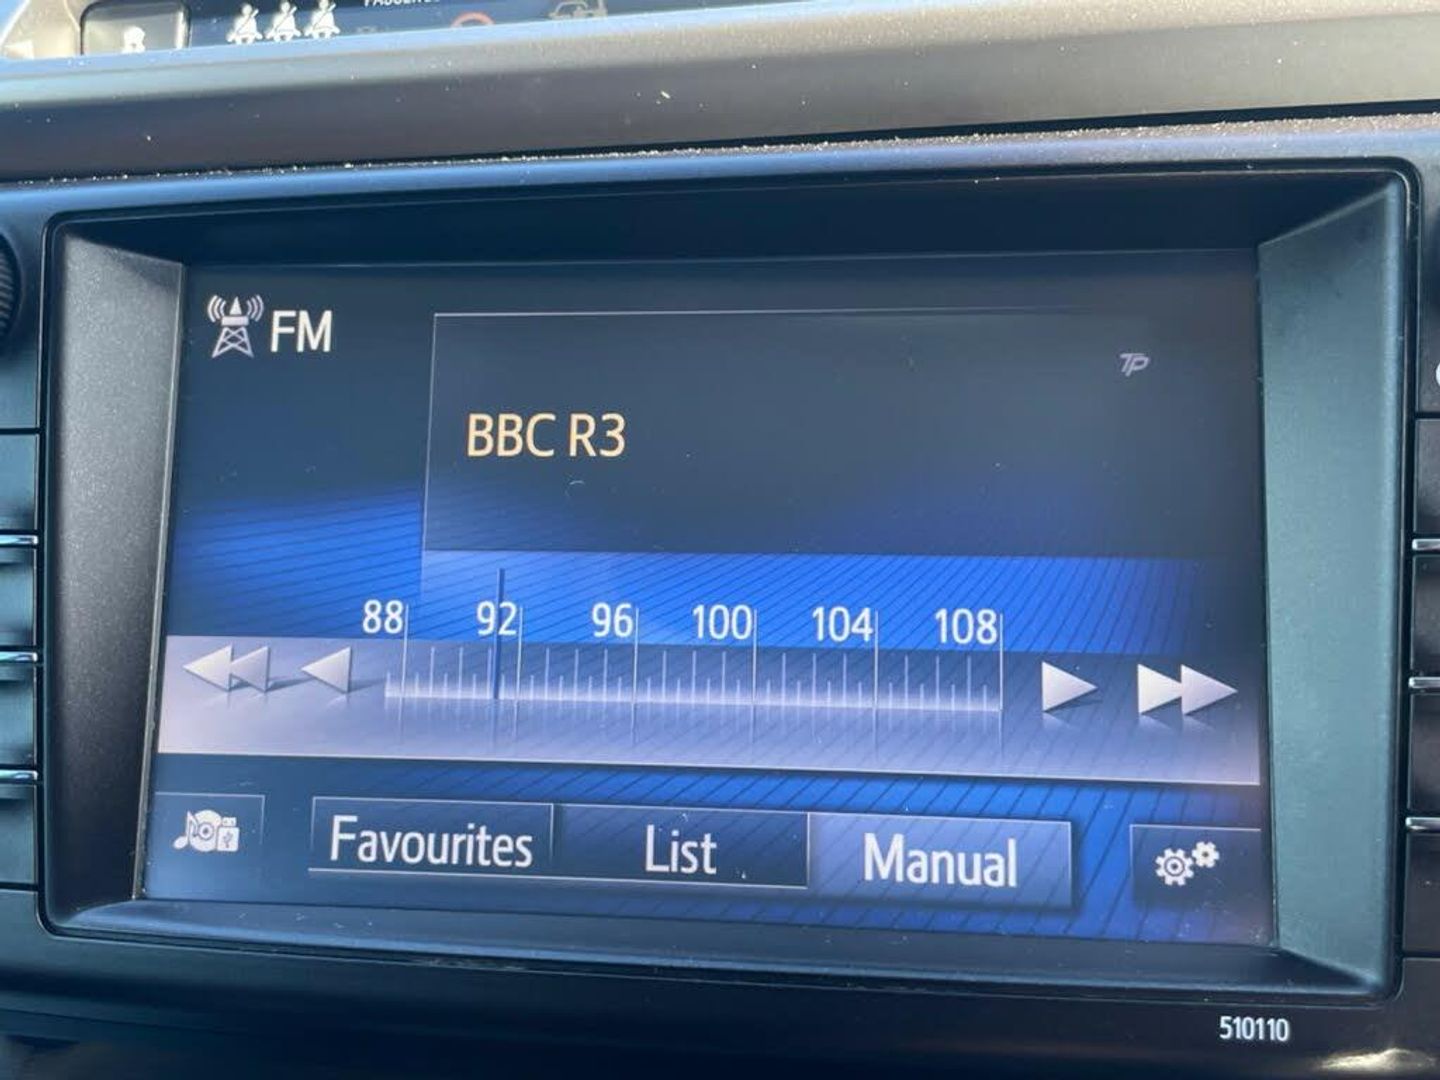 FM
TP
BBC R3
88 92 96 100 104 108
Favourites List Manual
510110